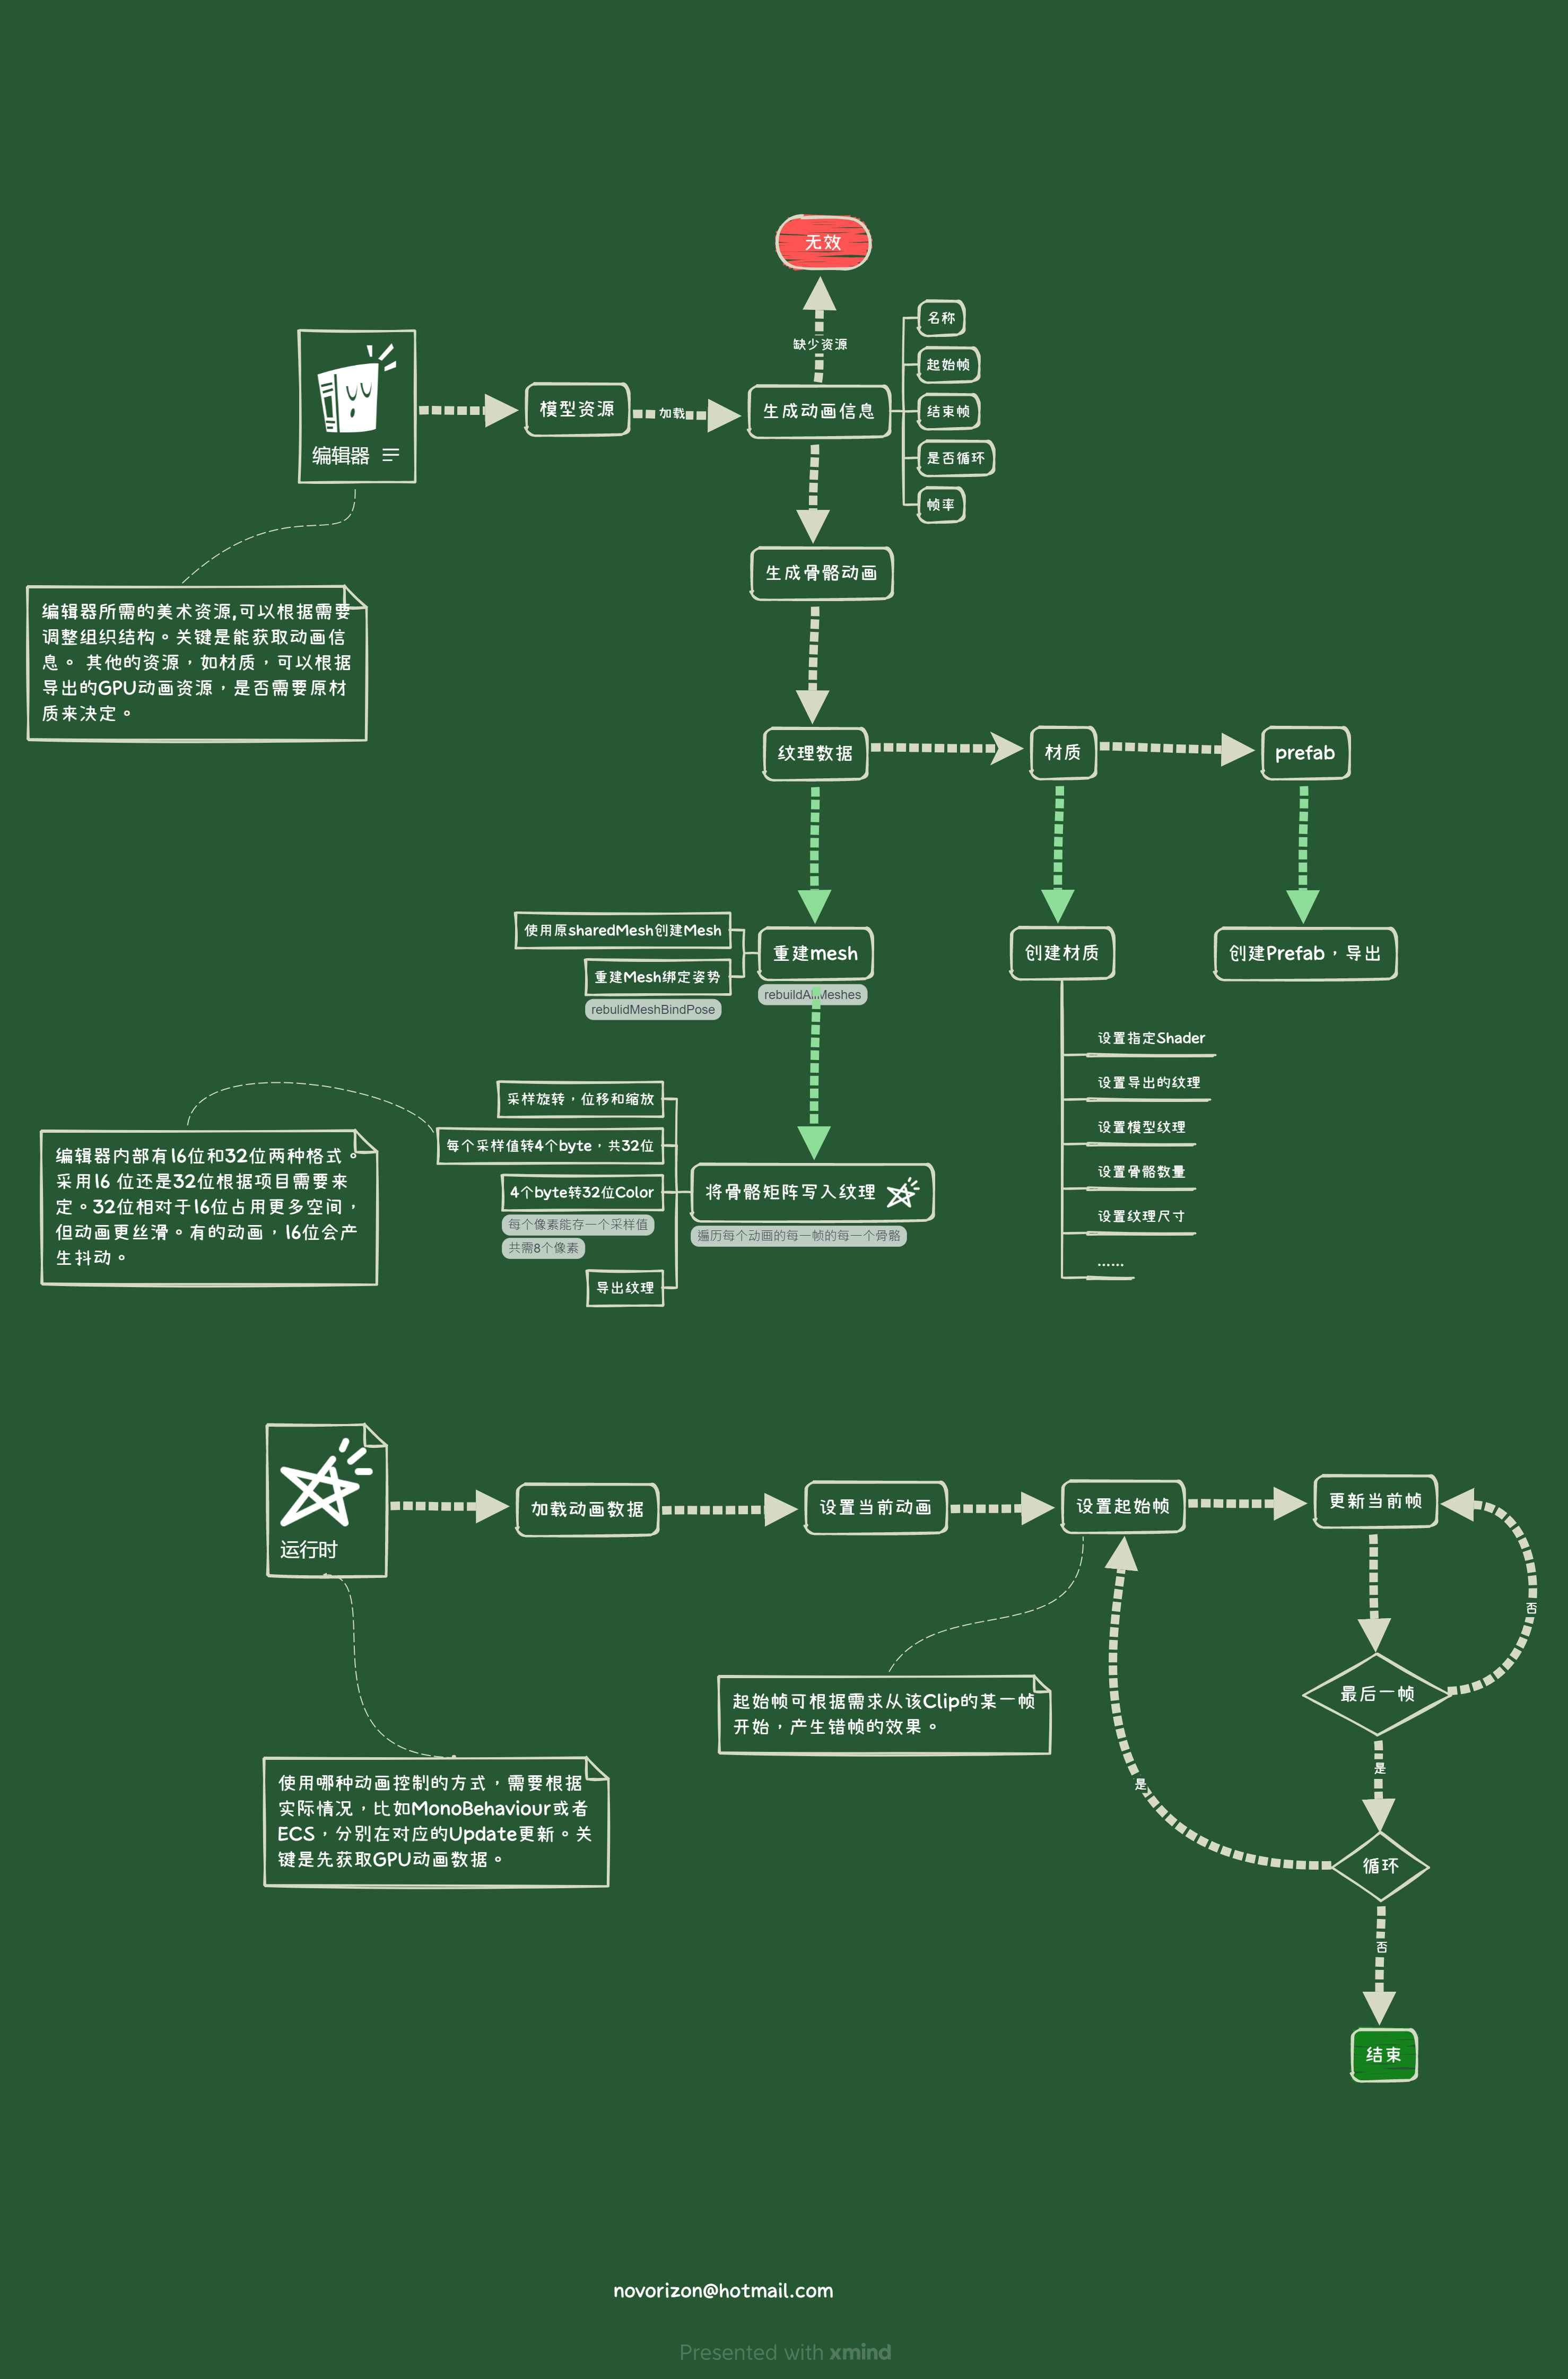 无效
缺少资源
编辑器
模型资源
加载
生成动画信息
名称
起始帧
结束帧
是否循环
帧率
生成骨骼动画
编辑器所需的美术资源,可以根据需要
调整组织结构。关键是能获取动画信
息。 其他的资源，如材质，可以根据
导出的GPU动画资源，是否需要原材
质来决定。
纹理数据
材质
prefab
使用原sharedMesh创建Mesh
重建Mesh绑定姿势
rebulidMeshBindPose
重建mesh
rebuildAllMeshes
创建材质
创建Prefab，导出
设置指定Shader
设置导出的纹理
设置模型纹理
设置骨骼数量
设置纹理尺寸
......
采样旋转，位移和缩放
每个采样值转4个byte，共32位
4个byte转32位Color
每个像素能存一个采样值
共需8个像素
导出纹理
将骨骼矩阵写入纹理
遍历每个动画的每一帧的每一个骨骼
编辑器内部有16位和32位两种格式。
采用16 位还是32位根据项目需要来
定。32位相对于16位占用更多空间，
但动画更丝滑。有的动画，16位会产
生抖动。
运行时
加载动画数据
设置当前动画
设置起始帧
更新当前帧
否
最后一帧
是
起始帧可根据需求从该Clip的某一帧
开始，产生错帧的效果。
是
循环
否
结束
使用哪种动画控制的方式，需要根据
实际情况，比如MonoBehaviour或者
ECS，分别在对应的Update更新。关
键是先获取GPU动画数据。
novorizon@hotmail.com
Presented with xmind